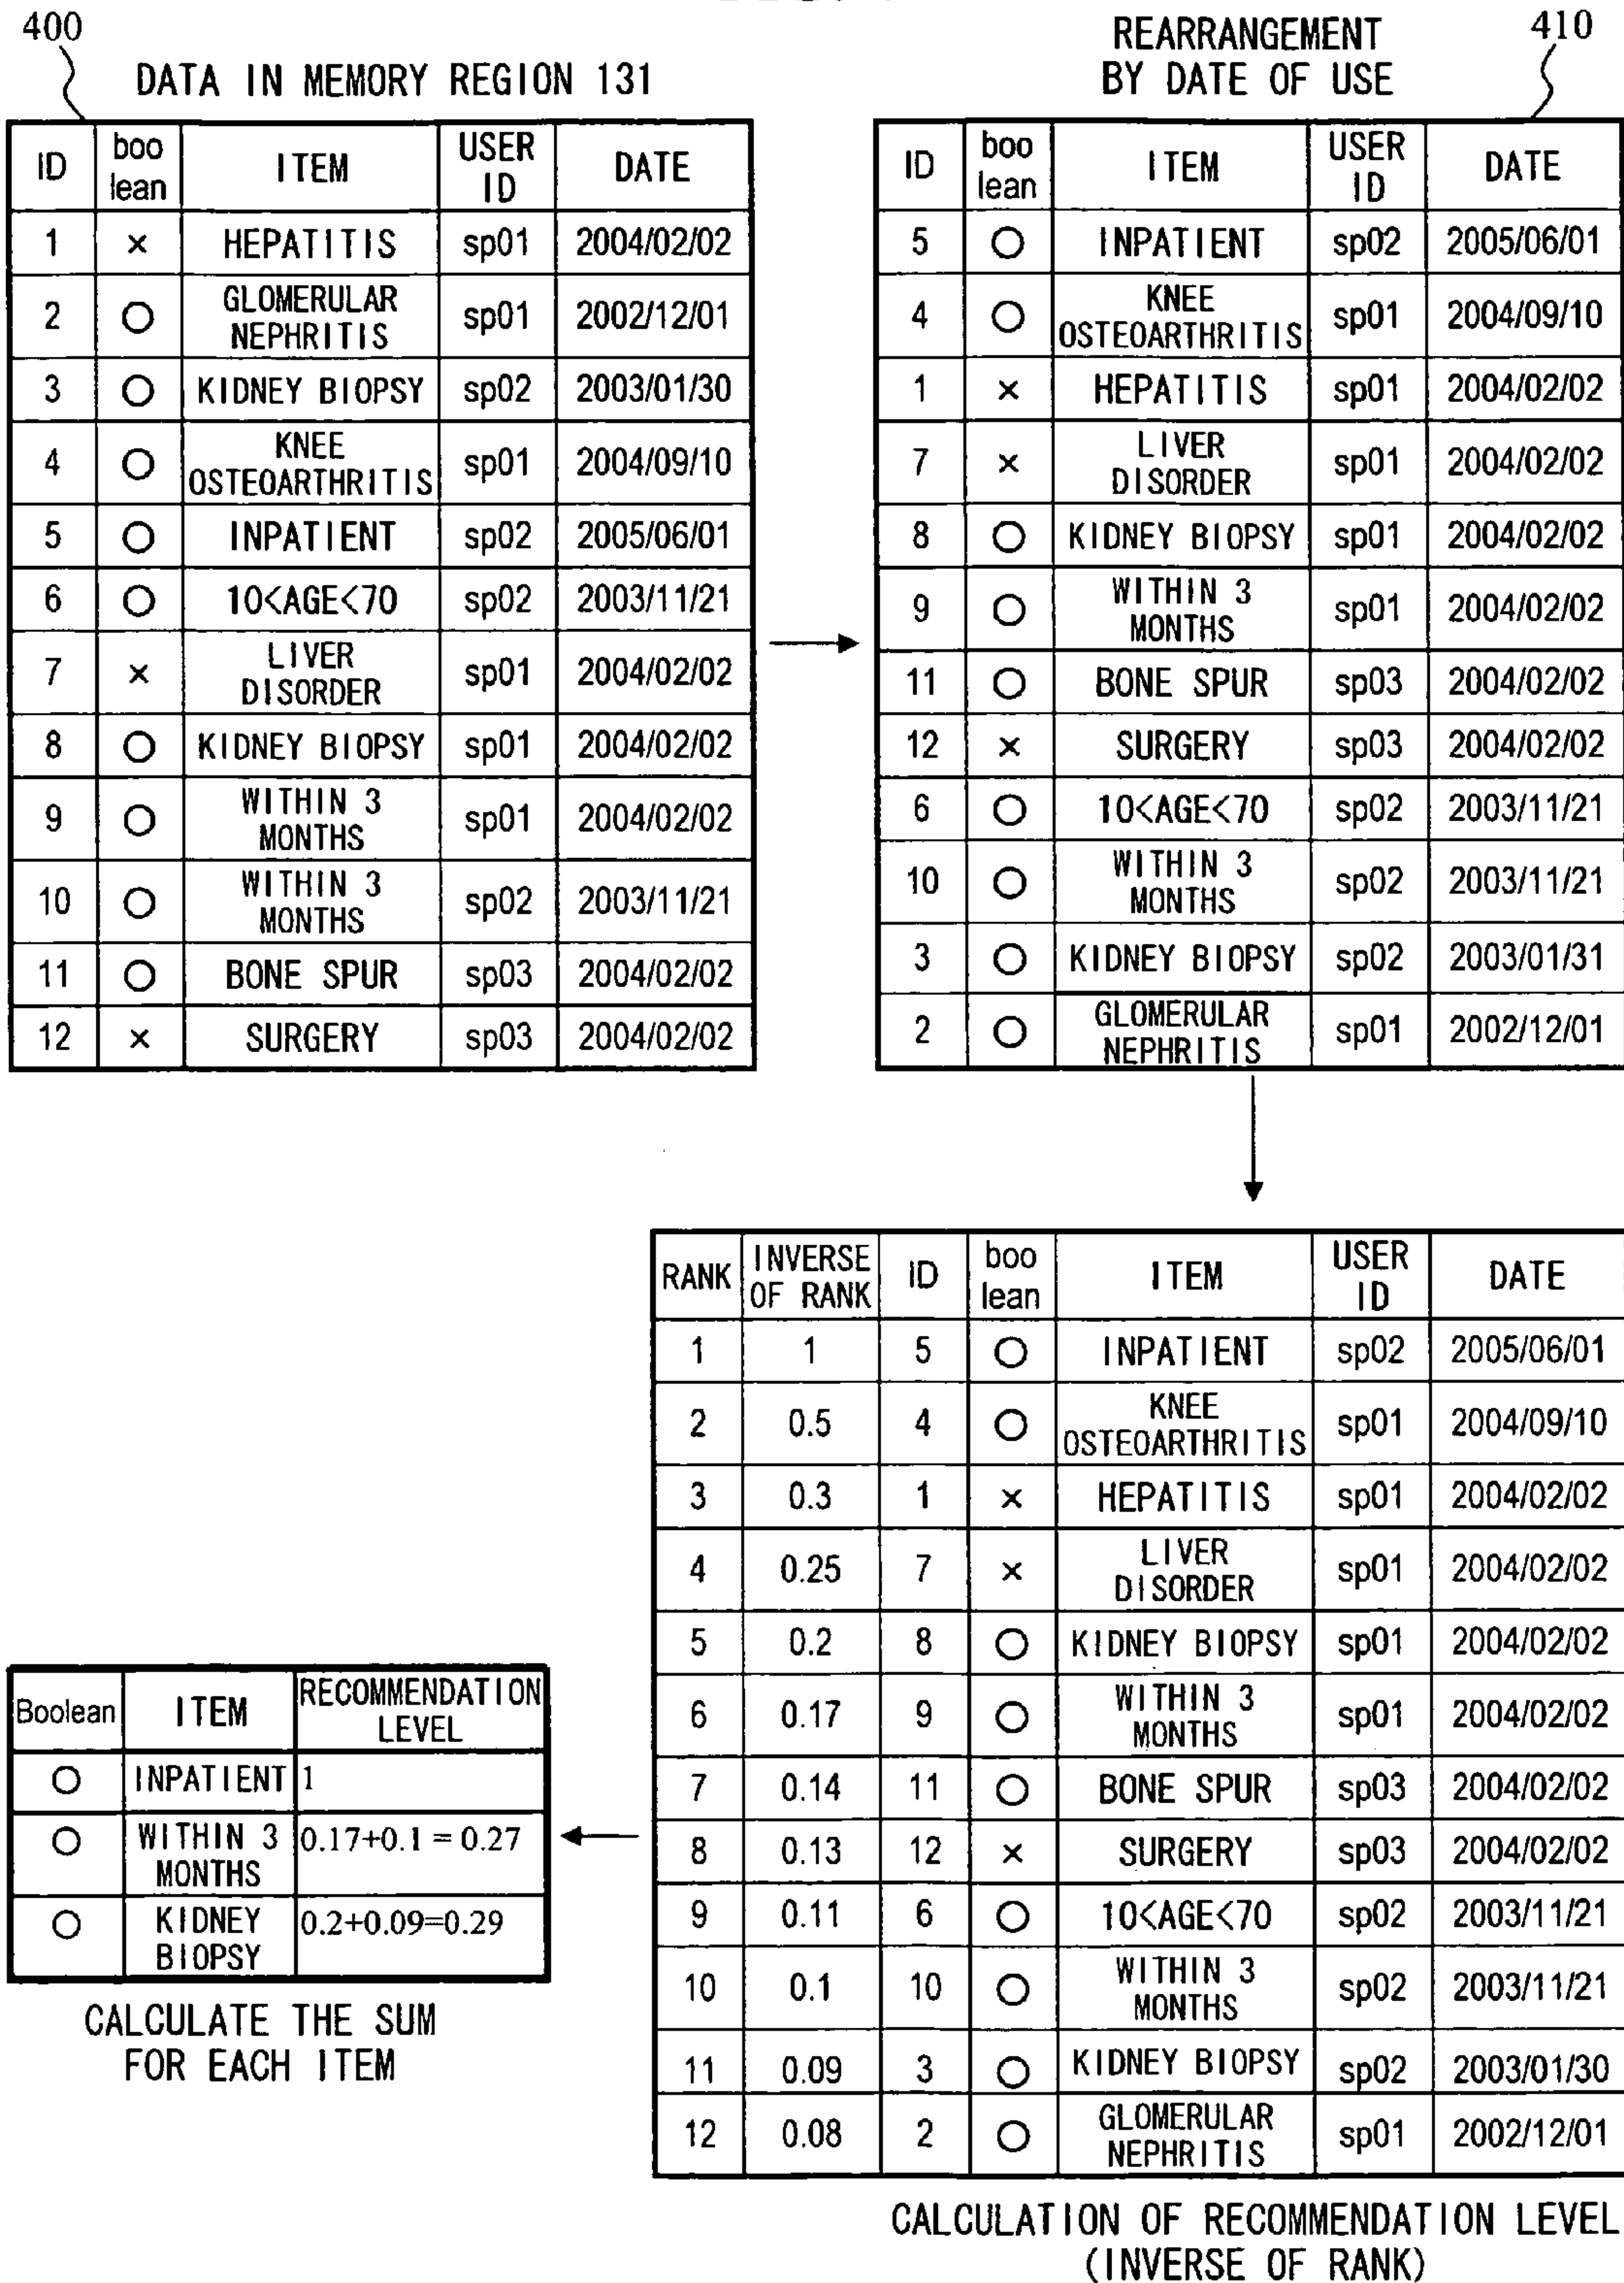 400
DATA IN MEMORY REGION 131
ID boo lean ITEM USER ID DATE
1 × HEPATITIS sp01 2004/02/02
2 ○ GLOMERULAR NEPHRITIS sp01 2002/12/01
3 ○ KIDNEY BIOPSY sp02 2003/01/30
4 ○ KNEE OSTEOARTHRITIS sp01 2004/09/10
5 ○ INPATIENT sp02 2005/06/01
6 ○ 10<AGE<70 sp02 2003/11/21
7 × LIVER DISORDER sp01 2004/02/02
8 ○ KIDNEY BIOPSY sp01 2004/02/02
9 ○ WITHIN 3 MONTHS sp01 2004/02/02
10 ○ WITHIN 3 MONTHS sp02 2003/11/21
11 ○ BONE SPUR sp03 2004/02/02
12 × SURGERY sp03 2004/02/02
REARRANGEMENT
BY DATE OF USE
410
ID boo lean ITEM USER ID DATE
5 ○ INPATIENT sp02 2005/06/01
4 ○ KNEE OSTEOARTHRITIS sp01 2004/09/10
1 × HEPATITIS sp01 2004/02/02
7 × LIVER DISORDER sp01 2004/02/02
8 ○ KIDNEY BIOPSY sp01 2004/02/02
9 ○ WITHIN 3 MONTHS sp01 2004/02/02
11 ○ BONE SPUR sp03 2004/02/02
12 × SURGERY sp03 2004/02/02
6 ○ 10<AGE<70 sp02 2003/11/21
10 ○ WITHIN 3 MONTHS sp02 2003/11/21
3 ○ KIDNEY BIOPSY sp02 2003/01/31
2 ○ GLOMERULAR NEPHRITIS sp01 2002/12/01
RANK INVERSE OF RANK ID boo lean ITEM USER ID DATE
1 1 5 ○ INPATIENT sp02 2005/06/01
2 0.5 4 ○ KNEE OSTEOARTHRITIS sp01 2004/09/10
3 0.3 1 × HEPATITIS sp01 2004/02/02
4 0.25 7 × LIVER DISORDER sp01 2004/02/02
5 0.2 8 ○ KIDNEY BIOPSY sp01 2004/02/02
6 0.17 9 ○ WITHIN 3 MONTHS sp01 2004/02/02
7 0.14 11 ○ BONE SPUR sp03 2004/02/02
8 0.13 12 × SURGERY sp03 2004/02/02
9 0.11 6 ○ 10<AGE<70 sp02 2003/11/21
10 0.1 10 ○ WITHIN 3 MONTHS sp02 2003/11/21
11 0.09 3 ○ KIDNEY BIOPSY sp02 2003/01/30
12 0.08 2 ○ GLOMERULAR NEPHRITIS sp01 2002/12/01
CALCULATION OF RECOMMENDATION LEVEL
(INVERSE OF RANK)
Boolean ITEM RECOMMENDATION LEVEL
○ INPATIENT 1
○ WITHIN 3 MONTHS 0.17+0.1 = 0.27
○ KIDNEY BIOPSY 0.2+0.09=0.29
CALCULATE THE SUM
FOR EACH ITEM